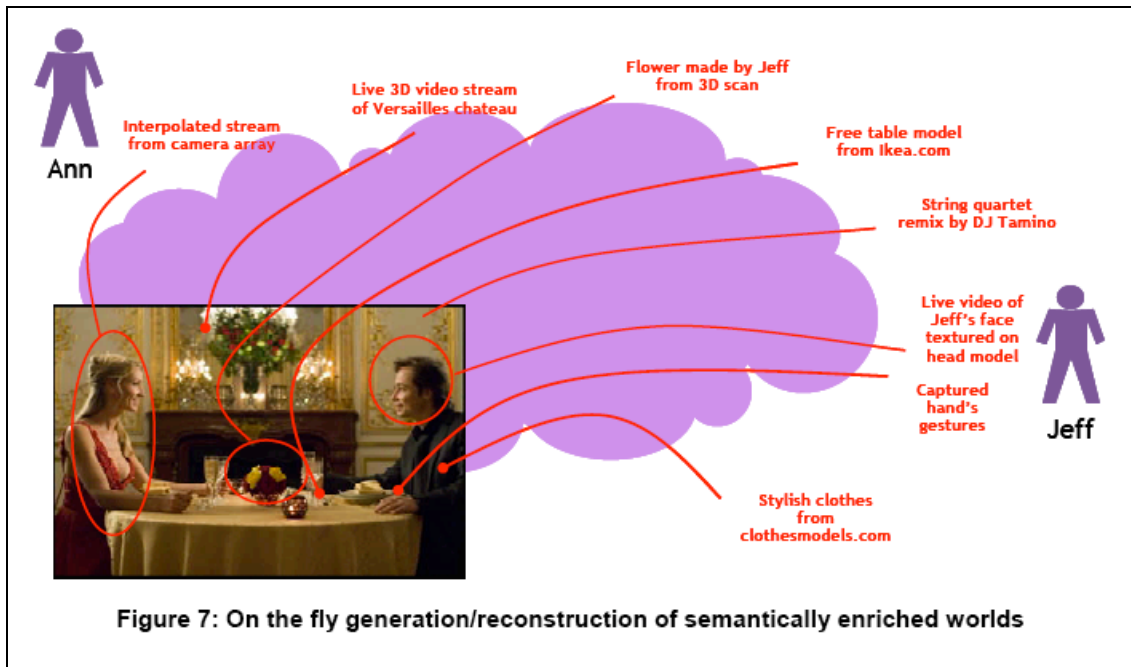 Ann
Interpolated stream
from camera array
Live 3D video stream
of Versailles chateau
Flower made by Jeff
from 3D scan
Free table model
from Ikea.com
String quartet
remix by DJ Tamino
Live video of
Jeff's face
textured on
head model
Captured
hand's
gestures
Jeff
Stylish clothes
from
clothesmodels.com
Figure 7: On the fly generation/reconstruction of semantically enriched worlds